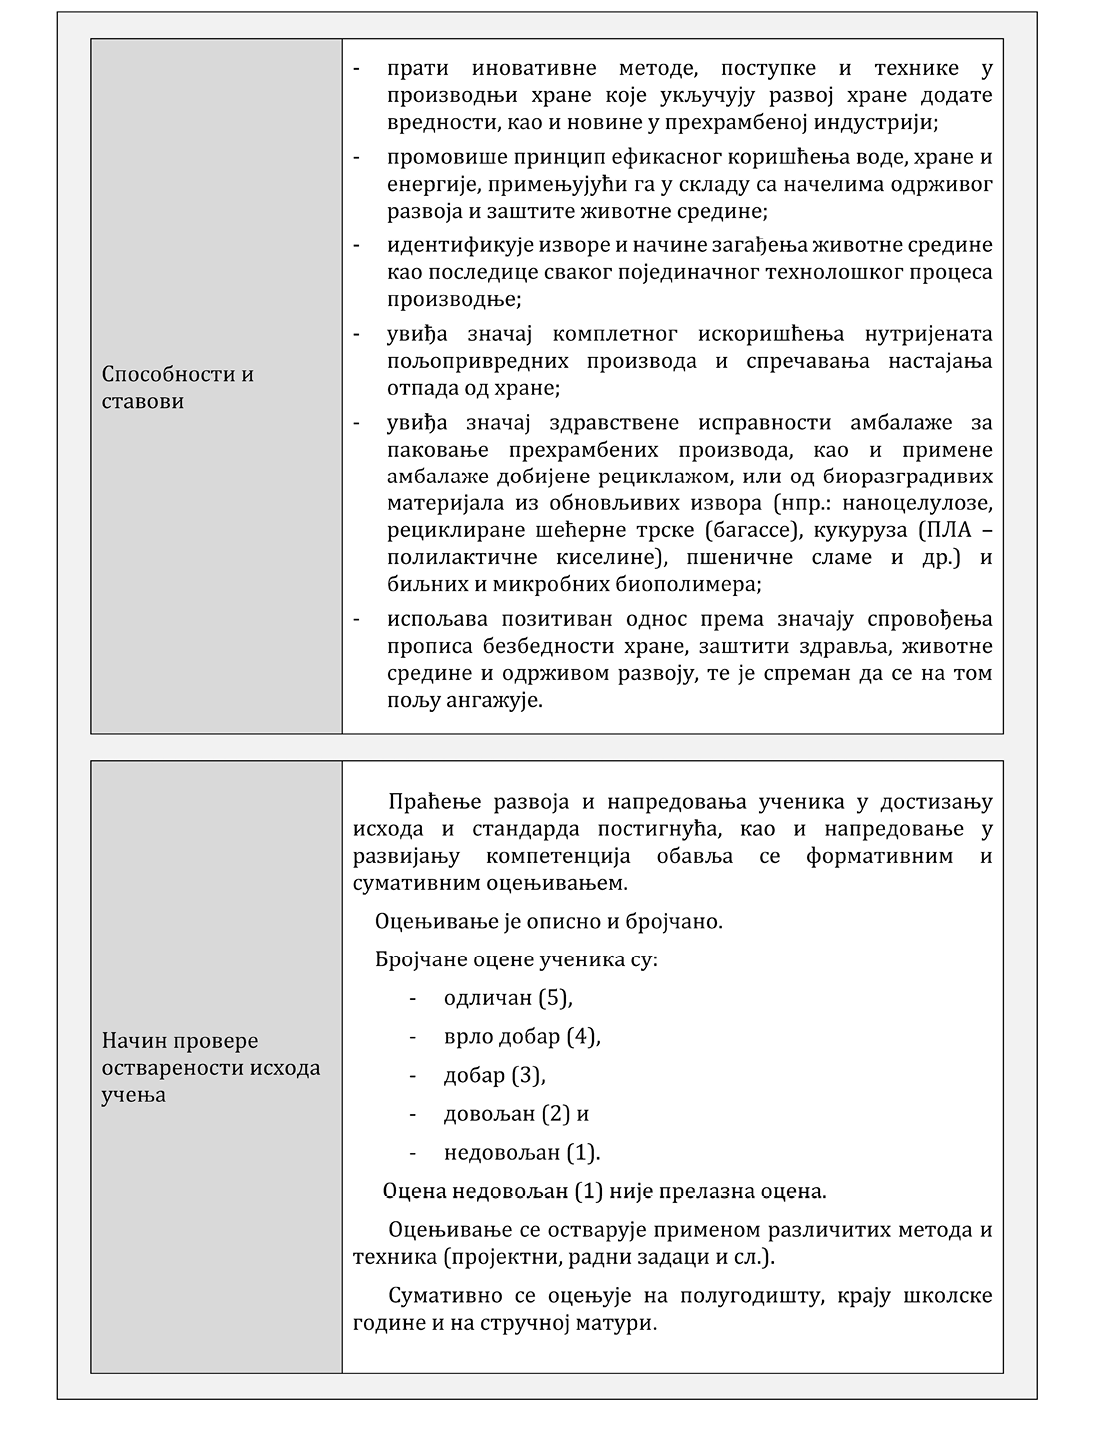 Способности и
ставови
- прати иновативне методе, поступке и технике у
производњи хране које укључују развој хране додате
вредности, као и новине у прехрамбеној индустрији;
- промовише принцип ефикасног коришћења воде, хране и
енергије, примењујући га у складу са начелима одрживог
развоја и заштите животне средине;
- идентификује изворе и начине загађења животне средине
као последице сваког појединачног технолошког процеса
производње;
- увиђа значај комплетног искоришћења нутријената
пољопривредних производа и спречавања настајања
отпада од хране;
- увиђа значај здравствене исправности амбалаже за
паковање прехрамбених производа, као и примене
амбалаже добијене рециклажом, или од биоразградивих
материјала из обновљивих извора (нпр.: наноцелулозе,
рециклиране шећерне трске (багассе), кукуруза (ПЛА –
полилактичне киселине), пшеничне сламе и др.) и
биљних и микробних биополимера;
- испољава позитиван однос према значају спровођења
прописа безбедности хране, заштити здравља, животне
средине и одрживом развоју, те је спреман да се на том
пољу ангажује.
Начин провере
остварености исхода
учења
Праћење развоја и напредовања ученика у достизању
исхода и стандарда постигнућа, као и напредовање у
развијању компетенција обавља се формативним и
сумативним оцењивањем.
Оцењивање је описно и бројчано.
Бројчане оцене ученика су:
- одличан (5),
- врло добар (4),
- добар (3),
- довољан (2) и
- недовољан (1).
Оцена недовољан (1) није прелазна оцена.
Оцењивање се остварује применом различитих метода и
техника (пројектни, радни задаци и сл.).
Сумативно се оцењује на полугодишту, крају школске
године и на стручној матури.